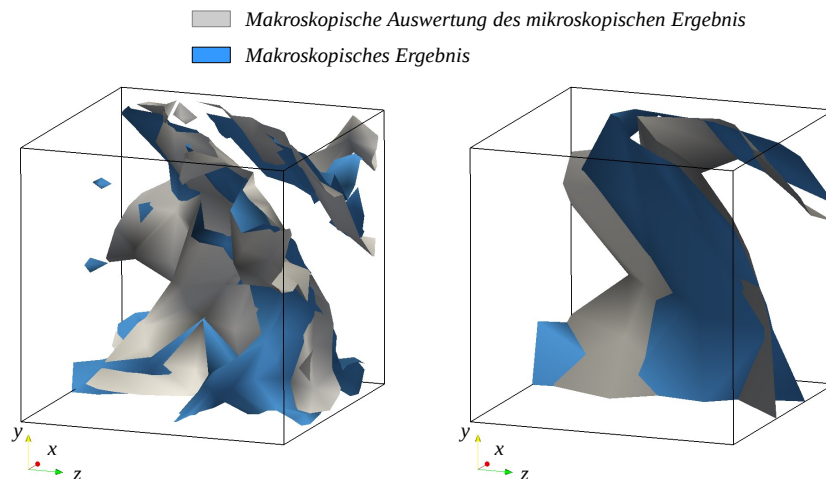 Makroskopische Auswertung des mikroskopischen Ergebnis
Makroskopisches Ergebnis
y
x
z
y
x
z